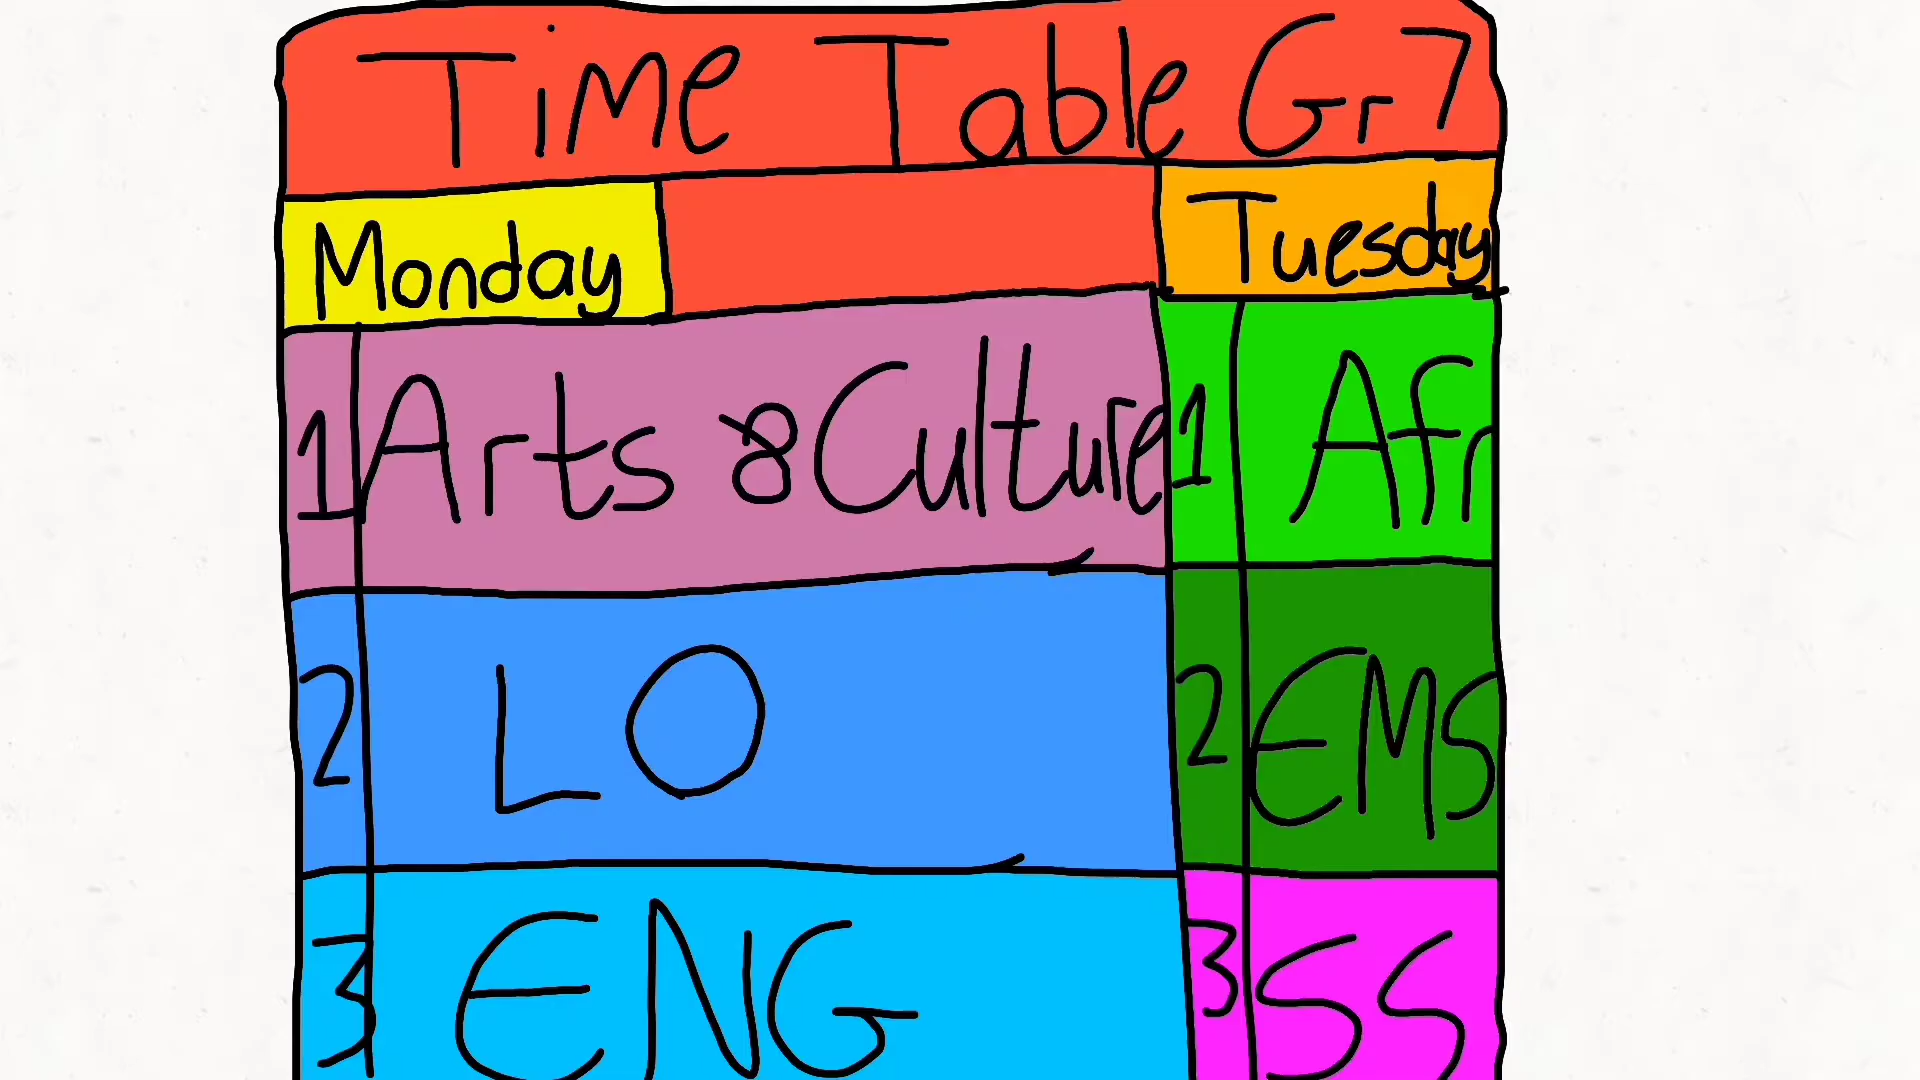 Time Table Gr 7
Monday Tuesday
1 Arts & Culture 1 Afr
2 LO 2 EMS
3 ENG 3 SS